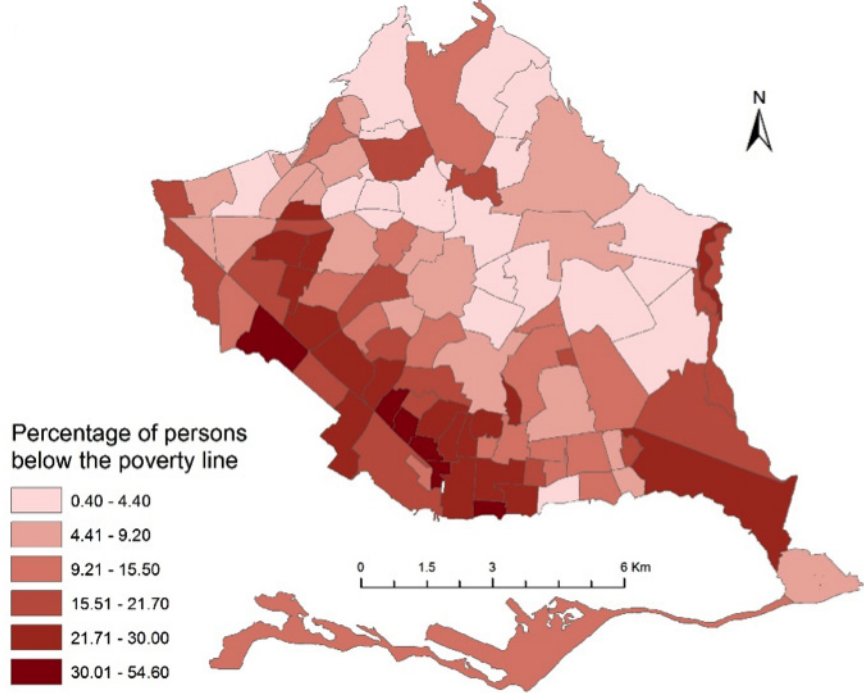 N
Percentage of persons
below the poverty line
0.40 - 4.40
4.41 - 9.20
9.21 - 15.50
15.51 - 21.70
21.71 - 30.00
30.01 - 54.60
0 1.5 3 6 Km